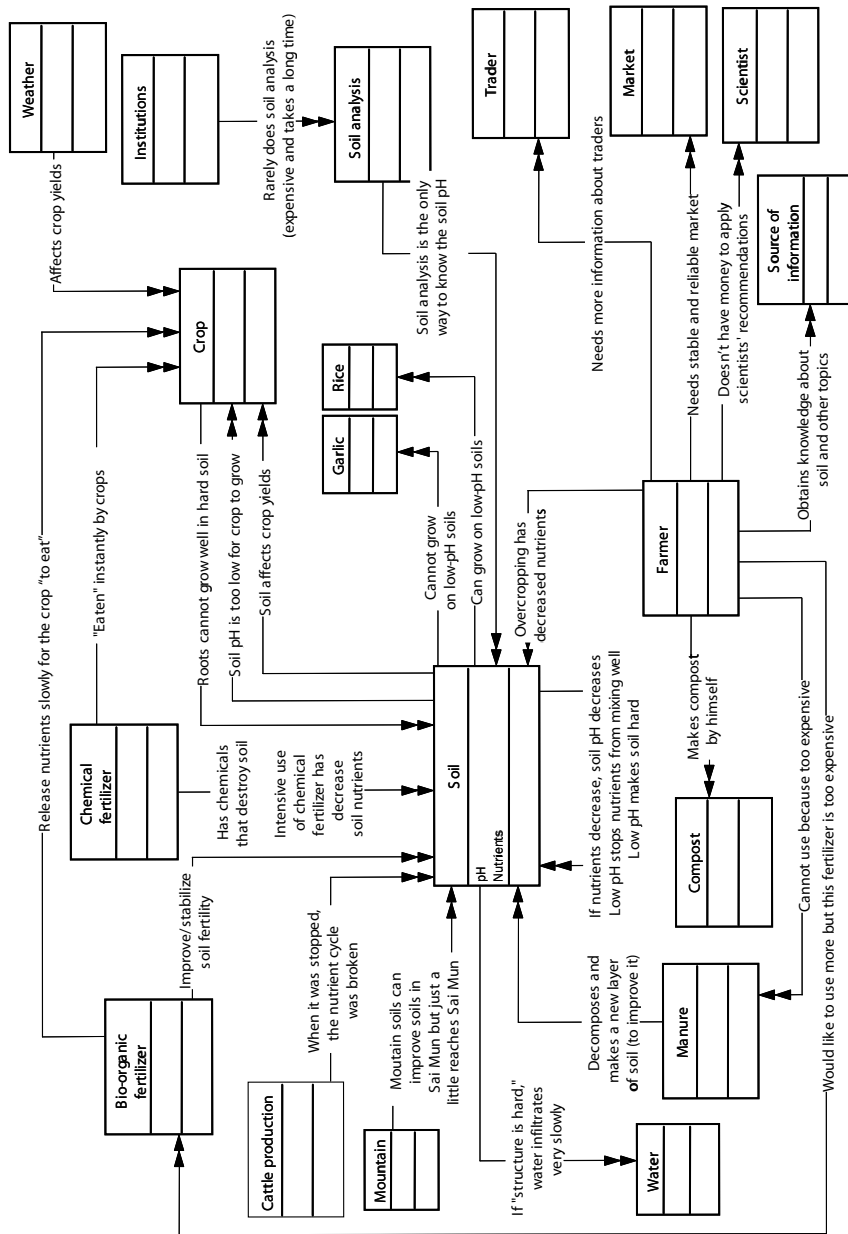 Weather
Affects crop yields
Institutions
Rarely does soil analysis
(expensive and takes a long time)
Soil analysis
Soil analysis is the only
way to know the soil pH
Trader
Needs more information about traders
Market
Needs stable and reliable market
Scientist
Doesn't have money to apply
scientists' recommendations
Source of
information
Obtains knowledge about
soil and other topics
Crop
Rice
Garlic
Release nutrients slowly for the crop “to eat”
"Eaten" instantly by crops
Roots cannot grow well in hard soil
Soil pH is too low for crop to grow
Soil affects crop yields
Cannot grow
on low-pH soils
Can grow on low-pH soils
Overcropping has
decreased nutrients
Farmer
Chemical
fertilizer
Has chemicals
that destroy soil
Intensive use
of chemical
fertilizer has
decrease
soil nutrients
Soil
pH
Nutrients
If nutrients decrease, soil pH decreases
Low pH stops nutrients from mixing well
Low pH makes soil hard
Makes compost
by himself
Compost
Cannot use because too expensive
Would like to use more but this fertilizer is too expensive
Bio-organic
fertilizer
Improve/stabilize
soil fertility
Cattle production
When it was stopped,
the nutrient cycle
was broken
Mountain
Moutain soils can
improve soils in
Sai Mun but just a
little reaches Sai Mun
If "structure is hard,"
water infiltrates
very slowly
Water
Decomposes and
makes a new layer
of soil (to improve it)
Manure